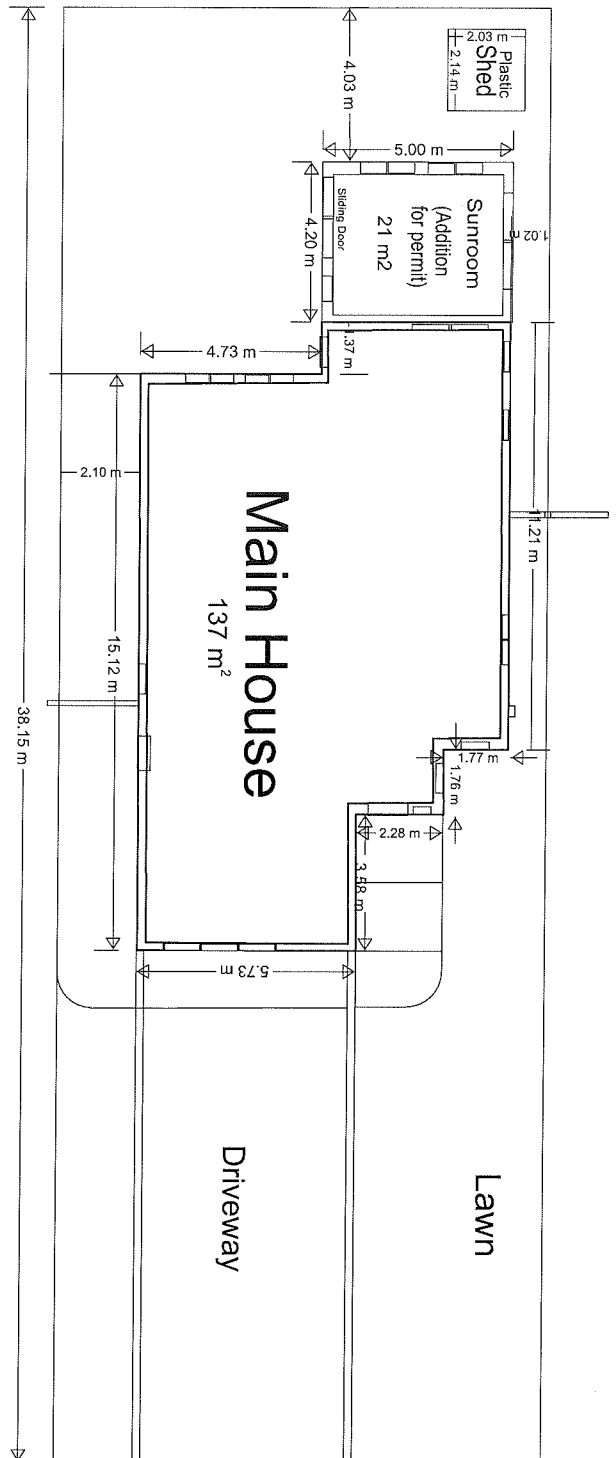 2.03 m
Plastic
Shed
2.14 m
4.03 m
5.00 m
Sunroom
(Addition
for permit)
21 m2
Sliding Door
1.02 m
4.20 m
4.73 m
1.37 m
2.10 m
Main House
137 m²
11.21 m
15.12 m
38.15 m
1.77 m
1.76 m
2.28 m
3.58 m
5.73 m
Driveway
Lawn